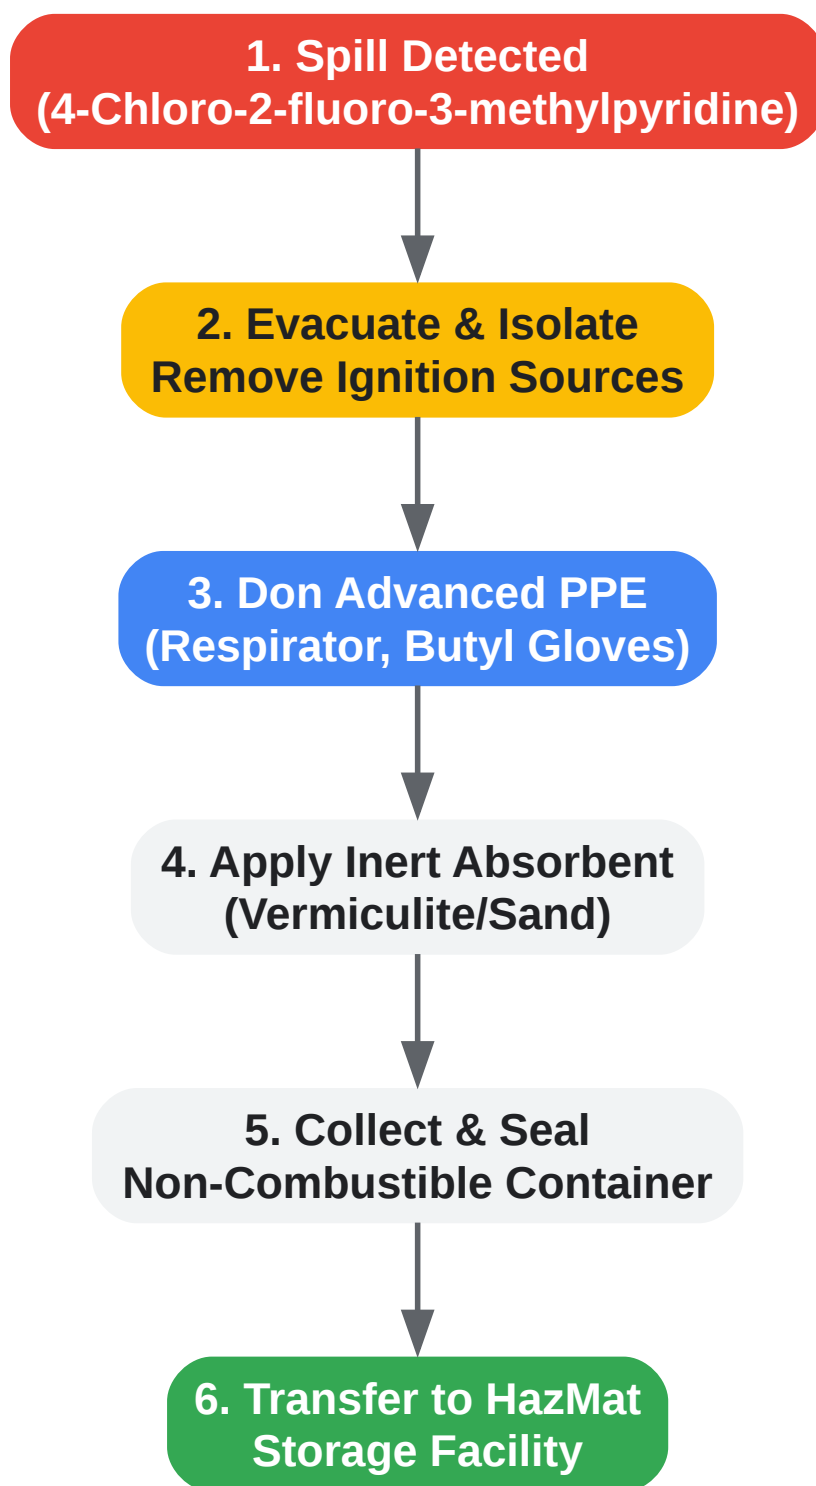 1. Spill Detected
(4-Chloro-2-fluoro-3-methylpyridine)
2. Evacuate & Isolate
Remove Ignition Sources
3. Don Advanced PPE
(Respirator, Butyl Gloves)
4. Apply Inert Absorbent
(Vermiculite/Sand)
5. Collect & Seal
Non-Combustible Container
6. Transfer to HazMat
Storage Facility